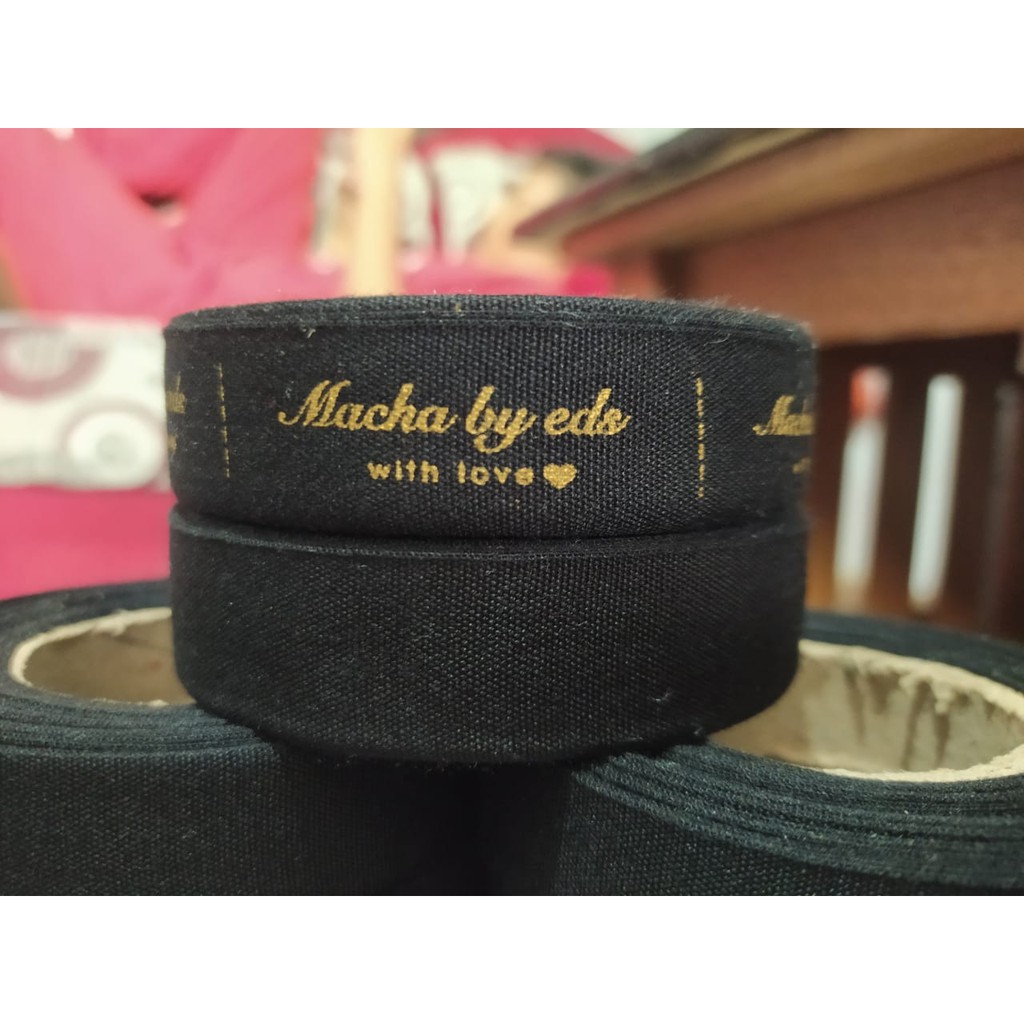 Macha by eds
with love♥